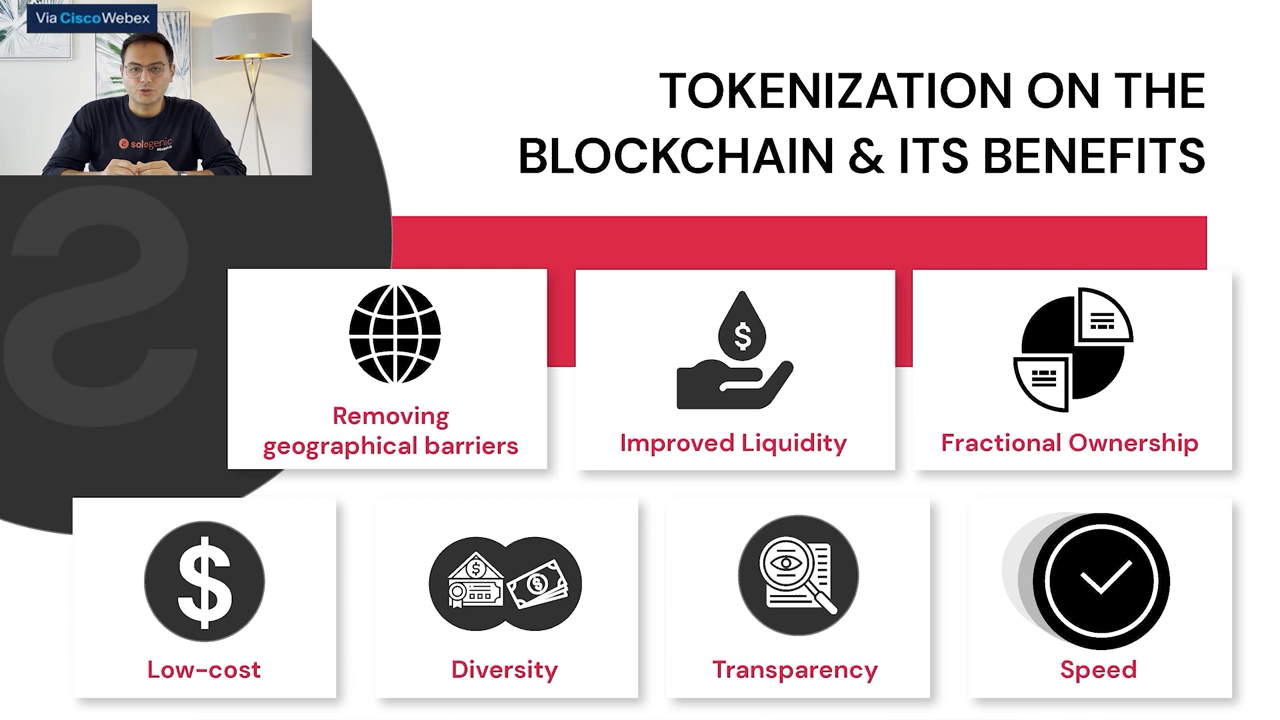 Via CiscoWebex
sologenic
TOKENIZATION ON THE
BLOCKCHAIN & ITS BENEFITS
Removing
geographical barriers
Improved Liquidity
Fractional Ownership
Low-cost
Diversity
Transparency
Speed